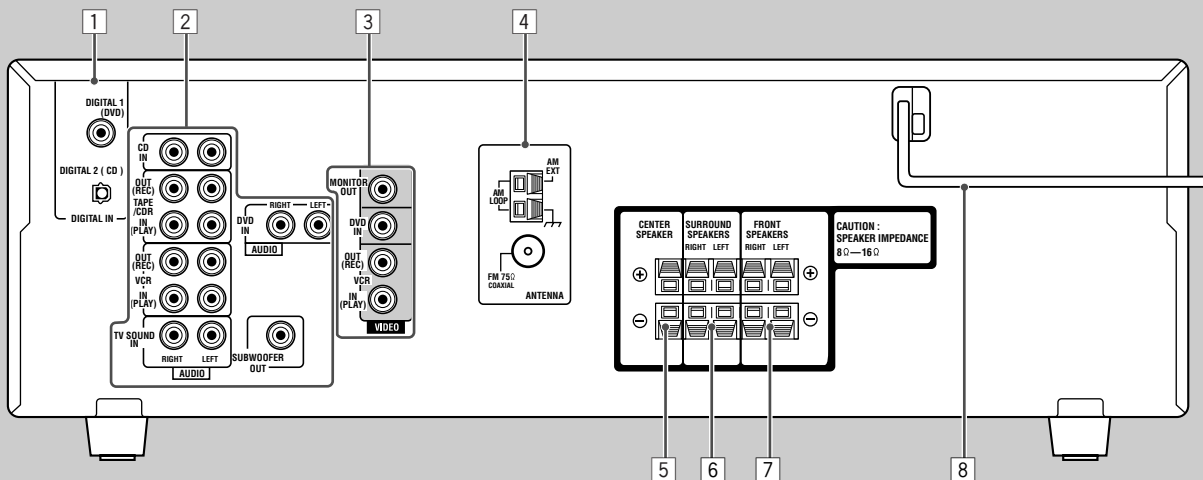 1
2
3
4
DIGITAL 1
(DVD)
DIGITAL 2 ( CD )
DIGITAL IN
CD
IN
OUT
(REC)
TAPE
/CDR
IN
(PLAY)
OUT
(REC)
VCR
IN
(PLAY)
TV SOUND
IN
RIGHT LEFT
AUDIO
RIGHT LEFT
DVD
IN
AUDIO
SUBWOOFER
OUT
MONITOR
OUT
DVD
IN
OUT
(REC)
VCR
IN
(PLAY)
VIDEO
AM
EXT
AM
LOOP
FM 75Ω
COAXIAL
ANTENNA
CENTER
SPEAKER
SURROUND
SPEAKERS
RIGHT LEFT
FRONT
SPEAKERS
RIGHT LEFT
+ +
− −
CAUTION :
SPEAKER IMPEDANCE
8Ω—16Ω
5
6
7
8